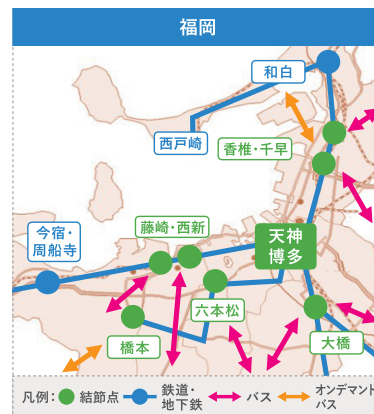 福岡
和白
西戸崎
香椎・千早
藤崎・西新
天神
博多
今宿・
周船寺
六本松
橋本
大橋
凡例：
結節点
鉄道・
地下鉄
バス
オンデマンド
バス